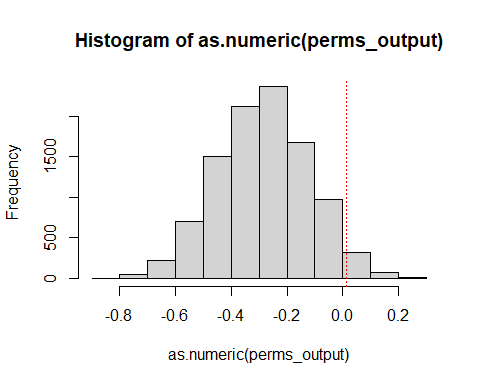 Histogram of as.numeric(perms_output)
Frequency
1500
500
0
-0.8 -0.6 -0.4 -0.2 0.0 0.2
as.numeric(perms_output)